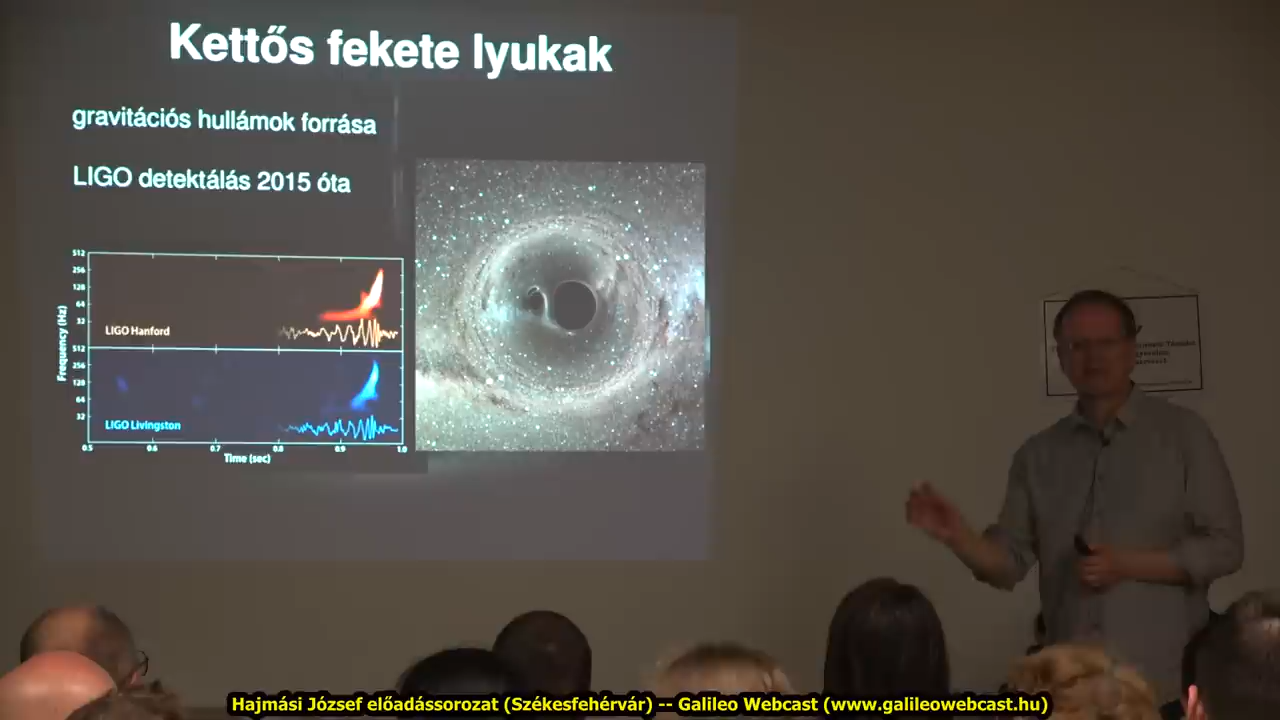 Kettős fekete lyukak
gravitációs hullámok forrása
LIGO detektálás 2015 óta
512
256
128
64
32
LIGO Hanford
Frequency (Hz)
512
256
128
64
32
LIGO Livingston
0.5 0.6 0.7 0.8 0.9 1.0
Time (sec)
Hajmási József előadássorozat (Székesfehérvár) -- Galileo Webcast (www.galileowebcast.hu)